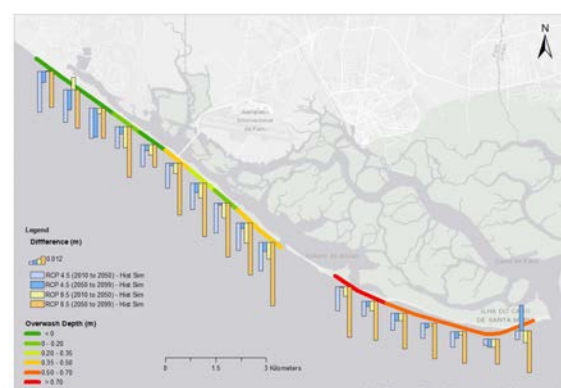 N
Aeroporto
Internacional
de Faro
ILHA DO CABO
DE SANTA MARIA
Legend
Diffference (m)
0.012
RCP 4.5 (2010 to 2050) - Hist Sim
RCP 4.5 (2050 to 2099) - Hist Sim
RCP 8.5 (2010 to 2050) - Hist Sim
RCP 8.5 (2050 to 2099) - Hist Sim
Overwash Depth (m)
< 0
0 - 0.20
0.20 - 0.35
0.35 - 0.50
0.50 - 0.70
> 0.70
0 1.5 3 Kilometers